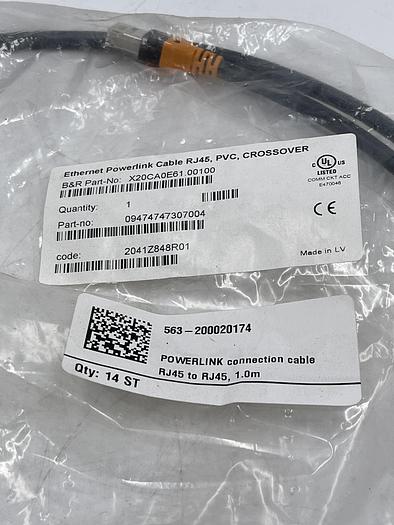 Ethernet Powerlink Cable RJ45, PVC, CROSSOVER
B&R Part-No: X20CA0E61.00100
Quantity: 1
Part-no: 09474747307004
code: 2041Z848R01
C UL US
LISTED
COMM CKT ACC
E470046
CE
Made in LV
563-200020174
POWERLINK connection cable
RJ45 to RJ45, 1.0m
Qty: 14 ST